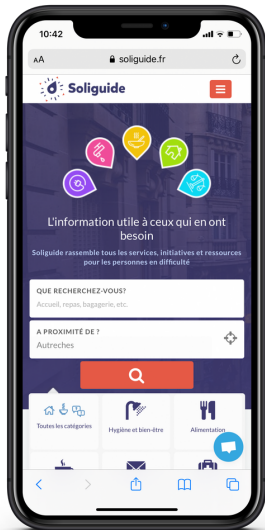 10:42
AA
soliguide.fr
Soliguide
L'information utile à ceux qui en ont
besoin
Soliguide rassemble tous les services, initiatives et ressources
pour les personnes en difficulté
QUE RECHERCHEZ-VOUS?
Accueil, repas, bagagerie, etc.
A PROXIMITÉ DE ?
Autreches
Toutes les catégories
Hygiène et bien-être
Alimentation